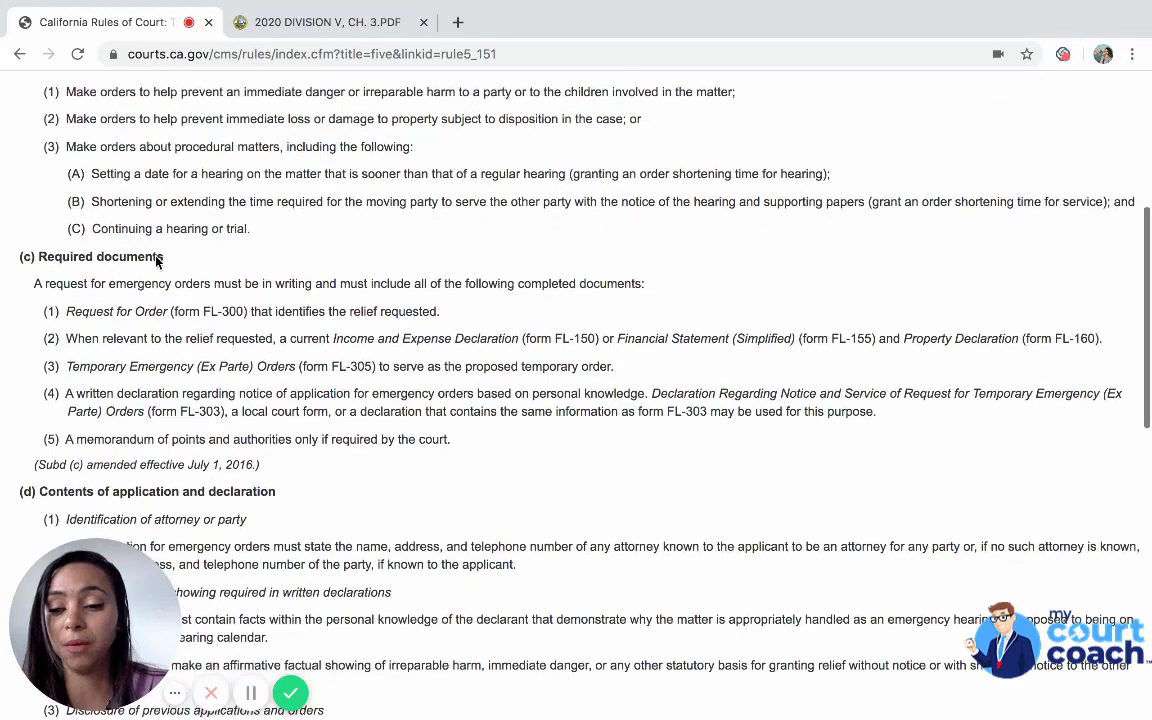 California Rules of Court: T
2020 DIVISION V, CH. 3.PDF
courts.ca.gov/cms/rules/index.cfm?title=five&linkid=rule5_151
(1) Make orders to help prevent an immediate danger or irreparable harm to a party or to the children involved in the matter;
(2) Make orders to help prevent immediate loss or damage to property subject to disposition in the case; or
(3) Make orders about procedural matters, including the following:
(A) Setting a date for a hearing on the matter that is sooner than that of a regular hearing (granting an order shortening time for hearing);
(B) Shortening or extending the time required for the moving party to serve the other party with the notice of the hearing and supporting papers (grant an order shortening time for service); and
(C) Continuing a hearing or trial.
(c) Required documents
A request for emergency orders must be in writing and must include all of the following completed documents:
(1) Request for Order (form FL-300) that identifies the relief requested.
(2) When relevant to the relief requested, a current Income and Expense Declaration (form FL-150) or Financial Statement (Simplified) (form FL-155) and Property Declaration (form FL-160).
(3) Temporary Emergency (Ex Parte) Orders (form FL-305) to serve as the proposed temporary order.
(4) A written declaration regarding notice of application for emergency orders based on personal knowledge. Declaration Regarding Notice and Service of Request for Temporary Emergency (Ex
Parte) Orders (form FL-303), a local court form, or a declaration that contains the same information as form FL-303 may be used for this purpose.
(5) A memorandum of points and authorities only if required by the court.
(Subd (c) amended effective July 1, 2016.)
(d) Contents of application and declaration
(1) Identification of attorney or party
for emergency orders must state the name, address, and telephone number of any attorney known to the applicant to be an attorney for any party or, if no such attorney is known,
and telephone number of the party, if known to the applicant.
showing required in written declarations
contain facts within the personal knowledge of the declarant that demonstrate why the matter is appropriately handled as an emergency to being on
calendar.
make an affirmative factual showing of irreparable harm, immediate danger, or any other statutory basis for granting relief without notice or with to the other
(3) Disclosure of previous applications and orders
my
court
coach